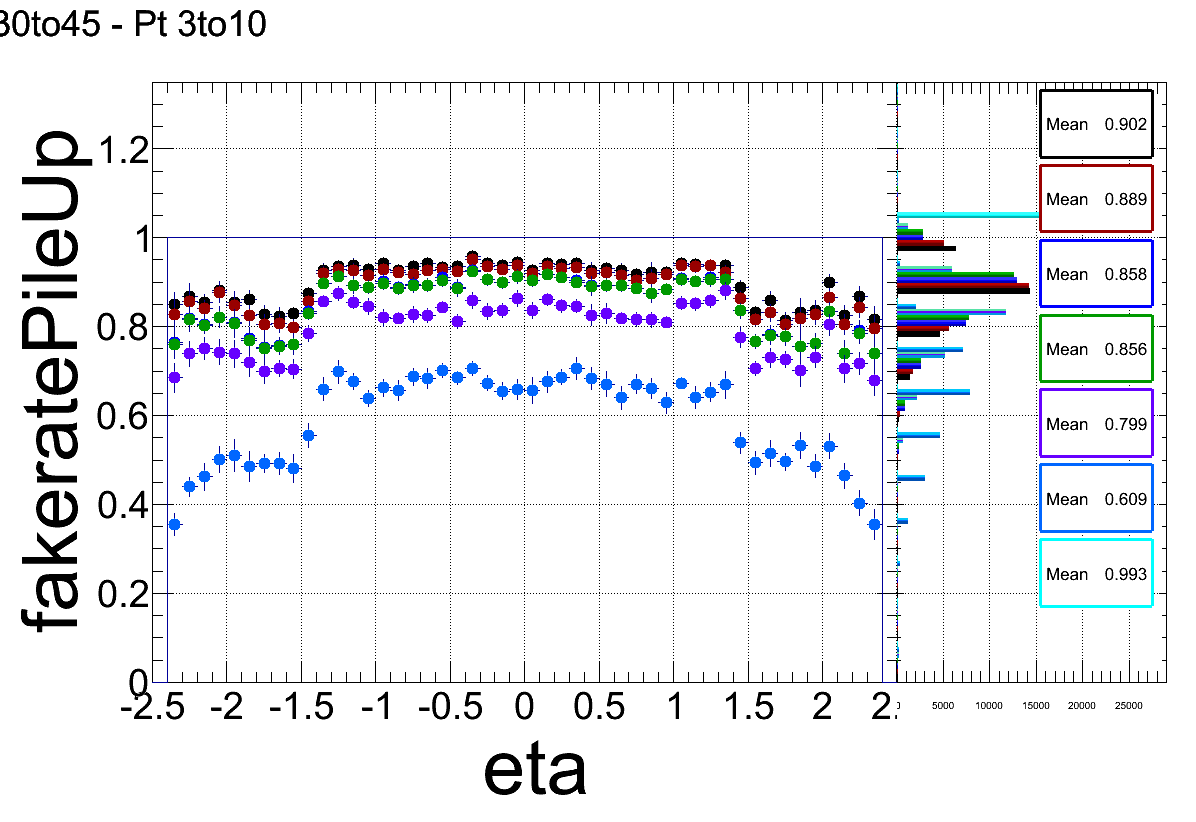 30to45 - Pt 3to10
fakeratePileUp
1.2
1
0.8
0.6
0.4
0.2
0
-2.5 -2 -1.5 -1 -0.5 0 0.5 1 1.5 2 2.
eta
5000 10000 15000 20000 25000
Mean 0.902
Mean 0.889
Mean 0.858
Mean 0.856
Mean 0.799
Mean 0.609
Mean 0.993